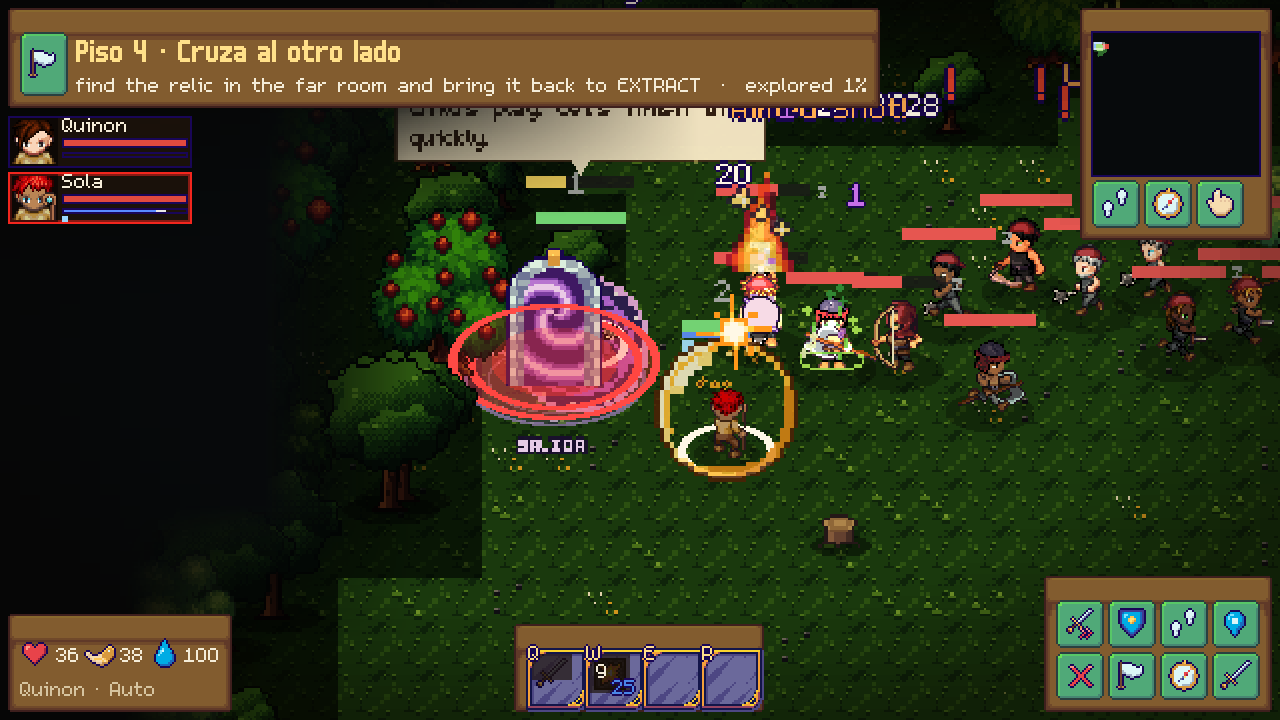 Piso 4 · Cruza al otro lado
find the relic in the far room and bring it back to EXTRACT · explored 1%
quickly.
Quinon
Sola
20
1
2
SALIDA
Q W E R
9
25
36 38 100
Quinon · Auto